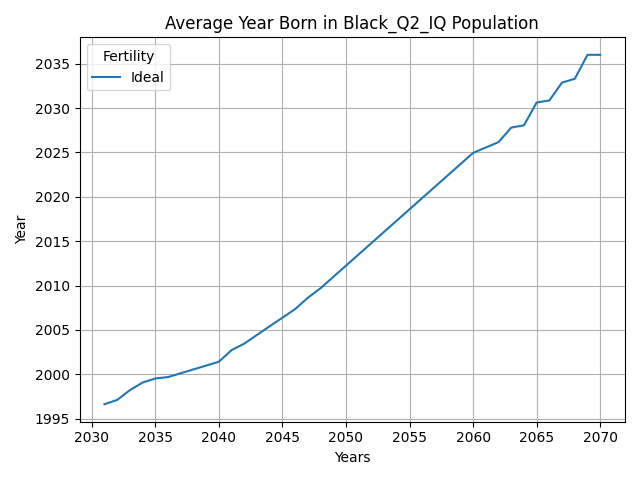 Average Year Born in Black_Q2_IQ Population
Fertility
Ideal
2035
2030
2025
2020
2015
2010
2005
2000
1995
Year
2030 2035 2040 2045 2050 2055 2060 2065 2070
Years